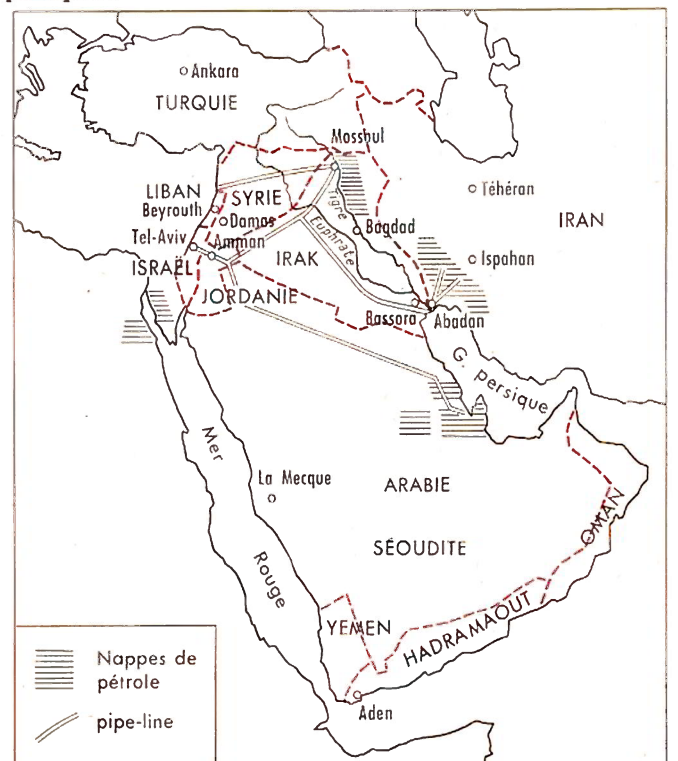 Ankara
TURQUIE
Mossoul
LIBAN
Beyrouth
SYRIE
Damas
Tel-Aviv
Amman
ISRAËL
JORDANIE
Tigre
Euphrate
Bagdad
IRAK
Téhéran
IRAN
Ispahan
Bassora
Abadan
G. persique
Mer
Rouge
La Mecque
ARABIE
SÉOUDITE
OMAN
YEMEN
HADRAMAOUT
Aden
Nappes de
pétrole
pipe-line